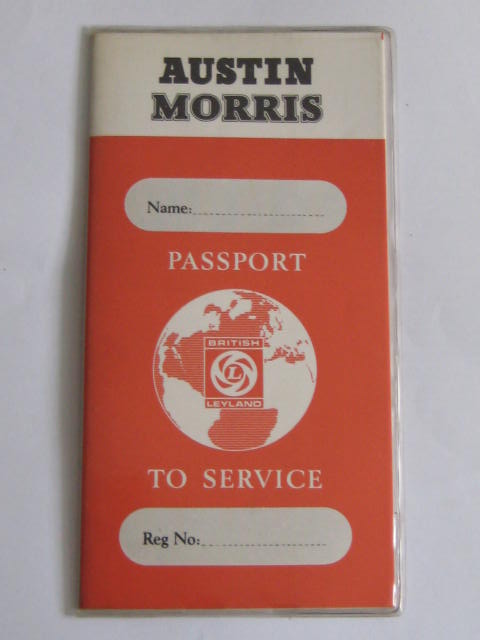 AUSTIN
MORRIS
Name:
PASSPORT
BRITISH
L
LEYLAND
TO SERVICE
Reg No: